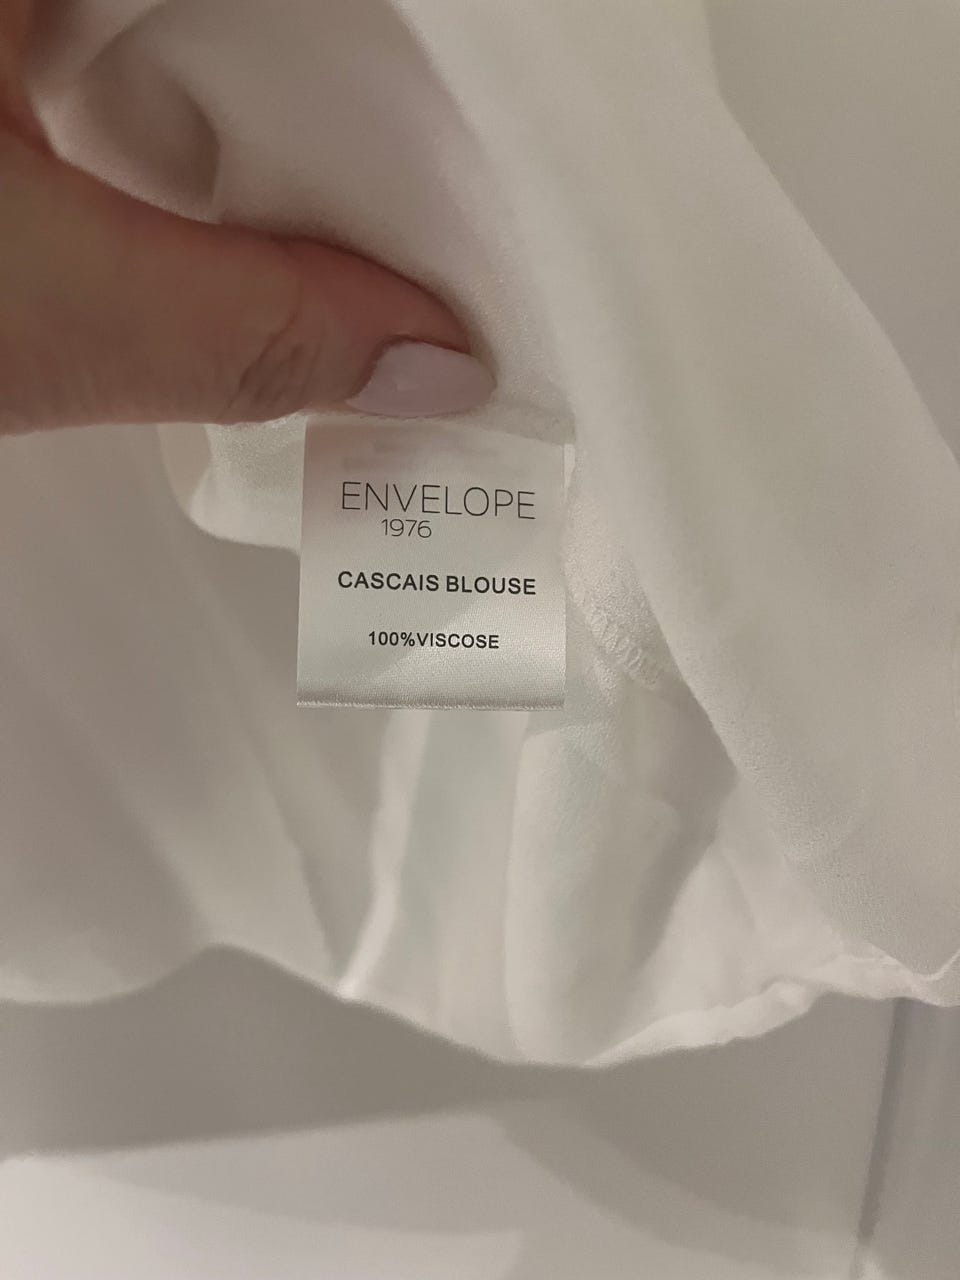 ENVELOPE
1976
CASCAIS BLOUSE
100%VISCOSE